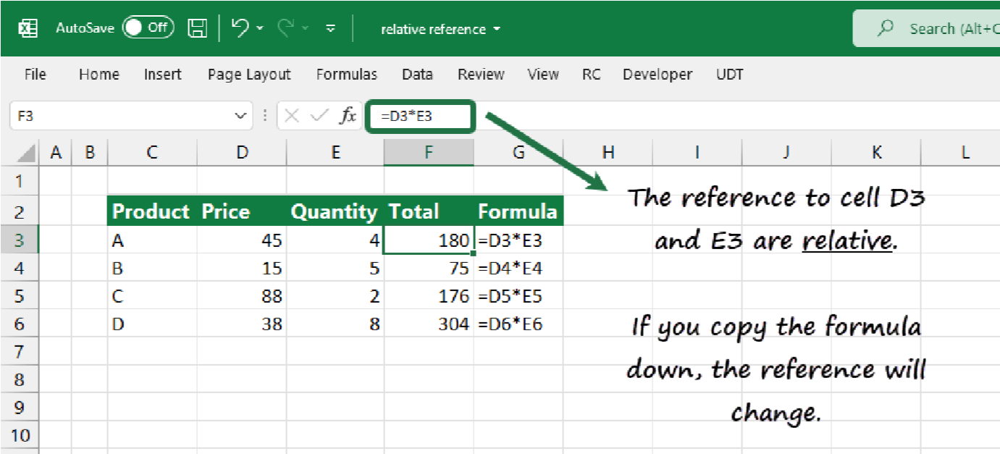 AutoSave Off relative reference Search (Alt+
File Home Insert Page Layout Formulas Data Review View RC Developer UDT
F3 fx =D3*E3
A B C D E F G H I J K L
1
2 Product Price Quantity Total Formula
3 A 45 4 180 =D3*E3
4 B 15 5 75 =D4*E4
5 C 88 2 176 =D5*E5
6 D 38 8 304 =D6*E6
7
8
9
10
The reference to cell D3
and E3 are relative.
If you copy the formula
down, the reference will
change.